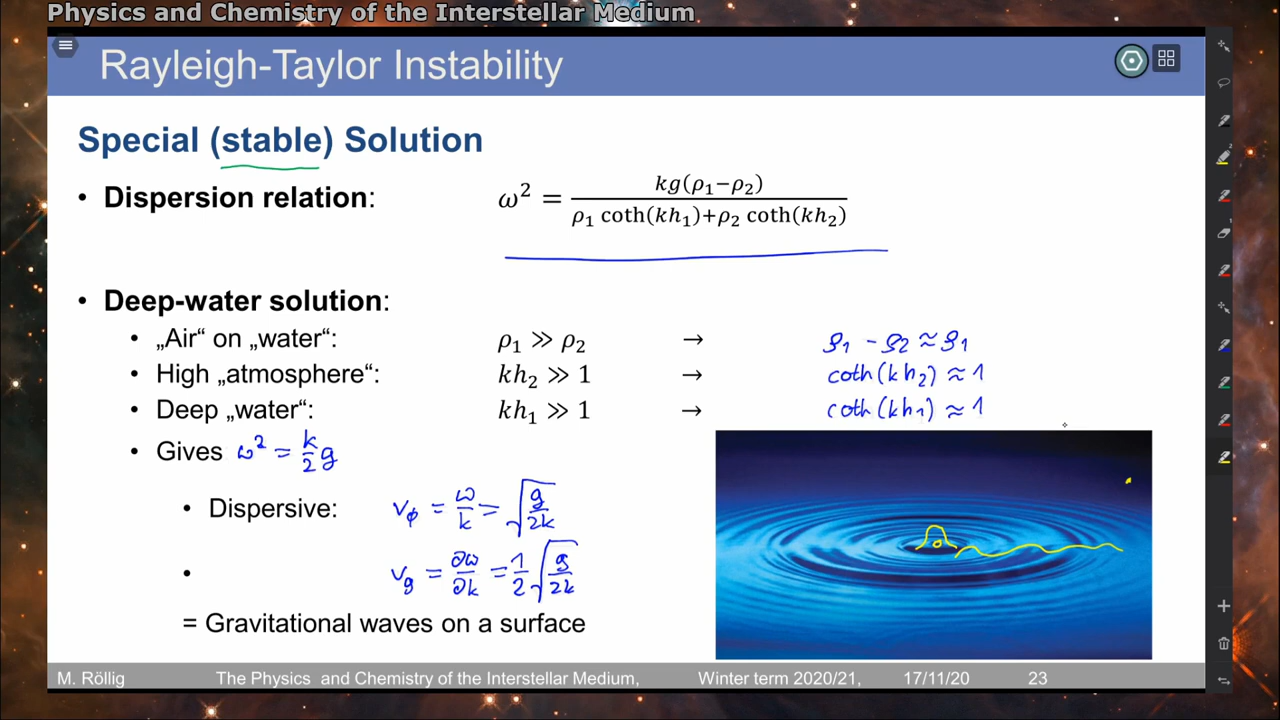 Physics and Chemistry of the Interstellar Medium
Rayleigh-Taylor Instability
Special (stable) Solution
• Dispersion relation: ω² = kg(ρ₁−ρ₂) / (ρ₁ coth(kh₁)+ρ₂ coth(kh₂))
• Deep-water solution:
• „Air“ on „water“: ρ₁ ≫ ρ₂ → ρ₁ - ρ₂ ≈ ρ₁
• High „atmosphere“: kh₂ ≫ 1 → coth(kh₂) ≈ 1
• Deep „water“: kh₁ ≫ 1 → coth(kh₁) ≈ 1
• Gives ω² = k/2 g
• Dispersive: v_ϕ = ω/k = √(g/2k)
• v_g = ∂ω/∂k = 1/2 √(g/2k)
= Gravitational waves on a surface
M. Röllig The Physics and Chemistry of the Interstellar Medium, Winter term 2020/21, 17/11/20 23